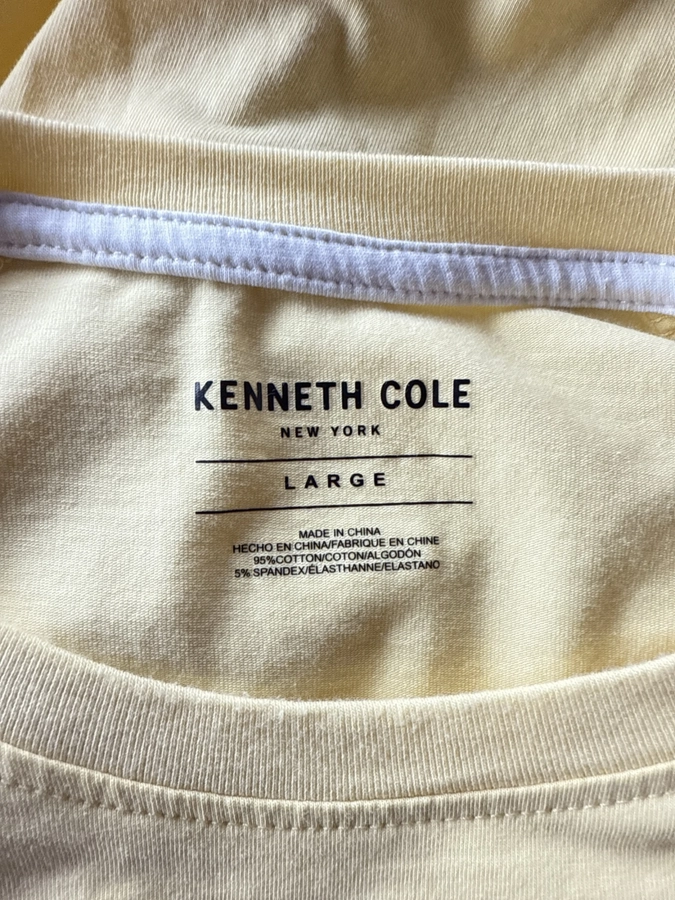 KENNETH COLE
NEW YORK
LARGE
MADE IN CHINA
HECHO EN CHINA/FABRIQUE EN CHINE
95%COTTON/COTON/ALGODÓN
5% SPANDEX/ÉLASTHANNE/ELASTANO